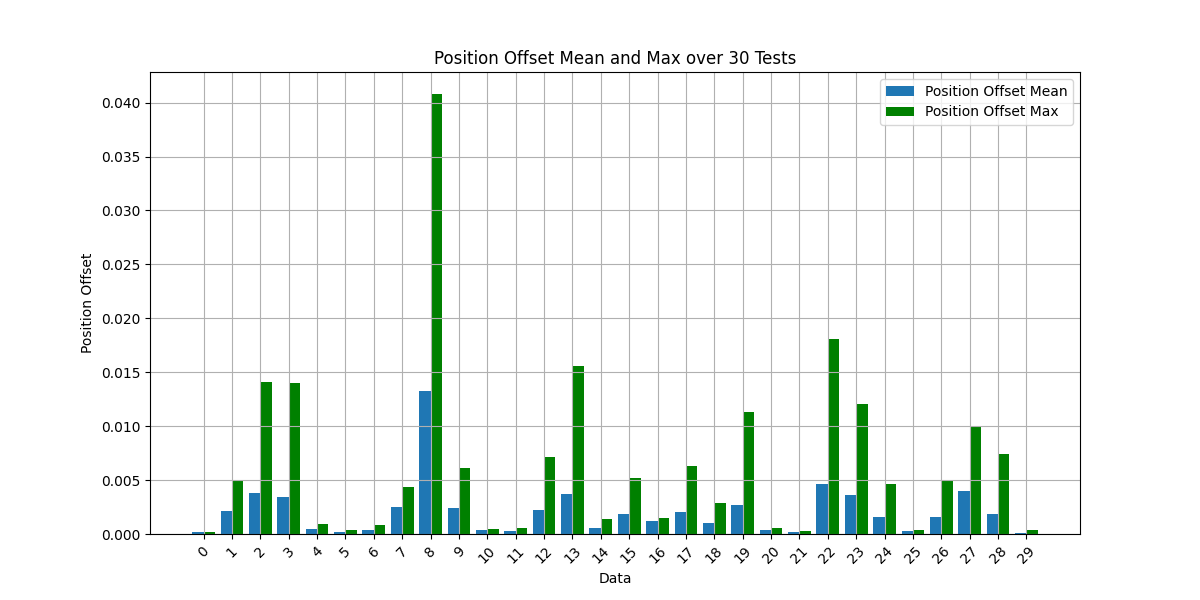 Position Offset Mean and Max over 30 Tests
Position Offset Mean
Position Offset Max
Position Offset
0.040
0.035
0.030
0.025
0.020
0.015
0.010
0.005
0.000
0 1 2 3 4 5 6 7 8 9 10 11 12 13 14 15 16 17 18 19 20 21 22 23 24 25 26 27 28 29
Data